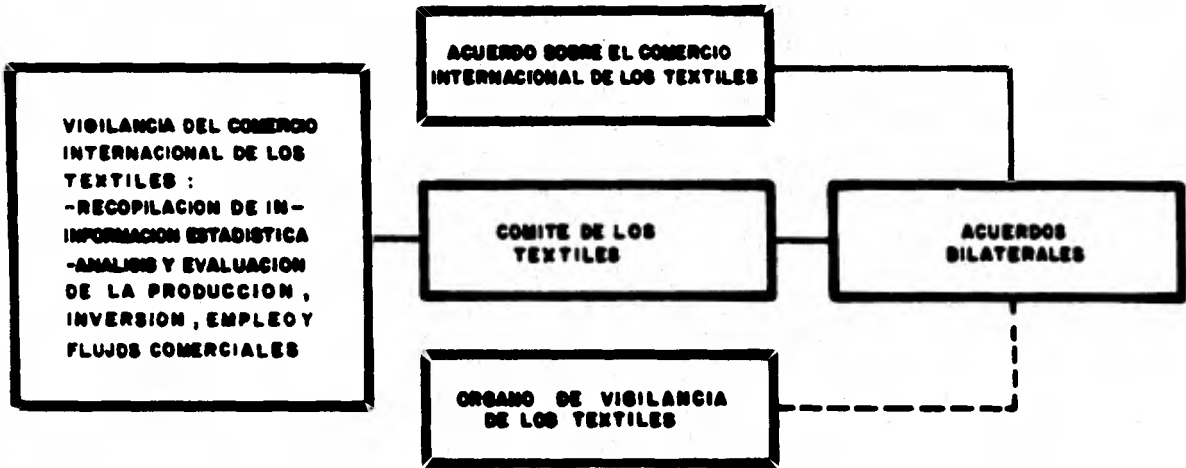 VIGILANCIA DEL COMERCIO
INTERNACIONAL DE LOS
TEXTILES :
-RECOPILACION DE IN-
INFORMACION ESTADISTICA
-ANALISIS Y EVALUACION
DE LA PRODUCCION ,
INVERSION , EMPLEO Y
FLUJOS COMERCIALES
ACUERDO SOBRE EL COMERCIO
INTERNACIONAL DE LOS TEXTILES
COMITE DE LOS
TEXTILES
ORGANO DE VIGILANCIA
DE LOS TEXTILES
ACUERDOS
BILATERALES